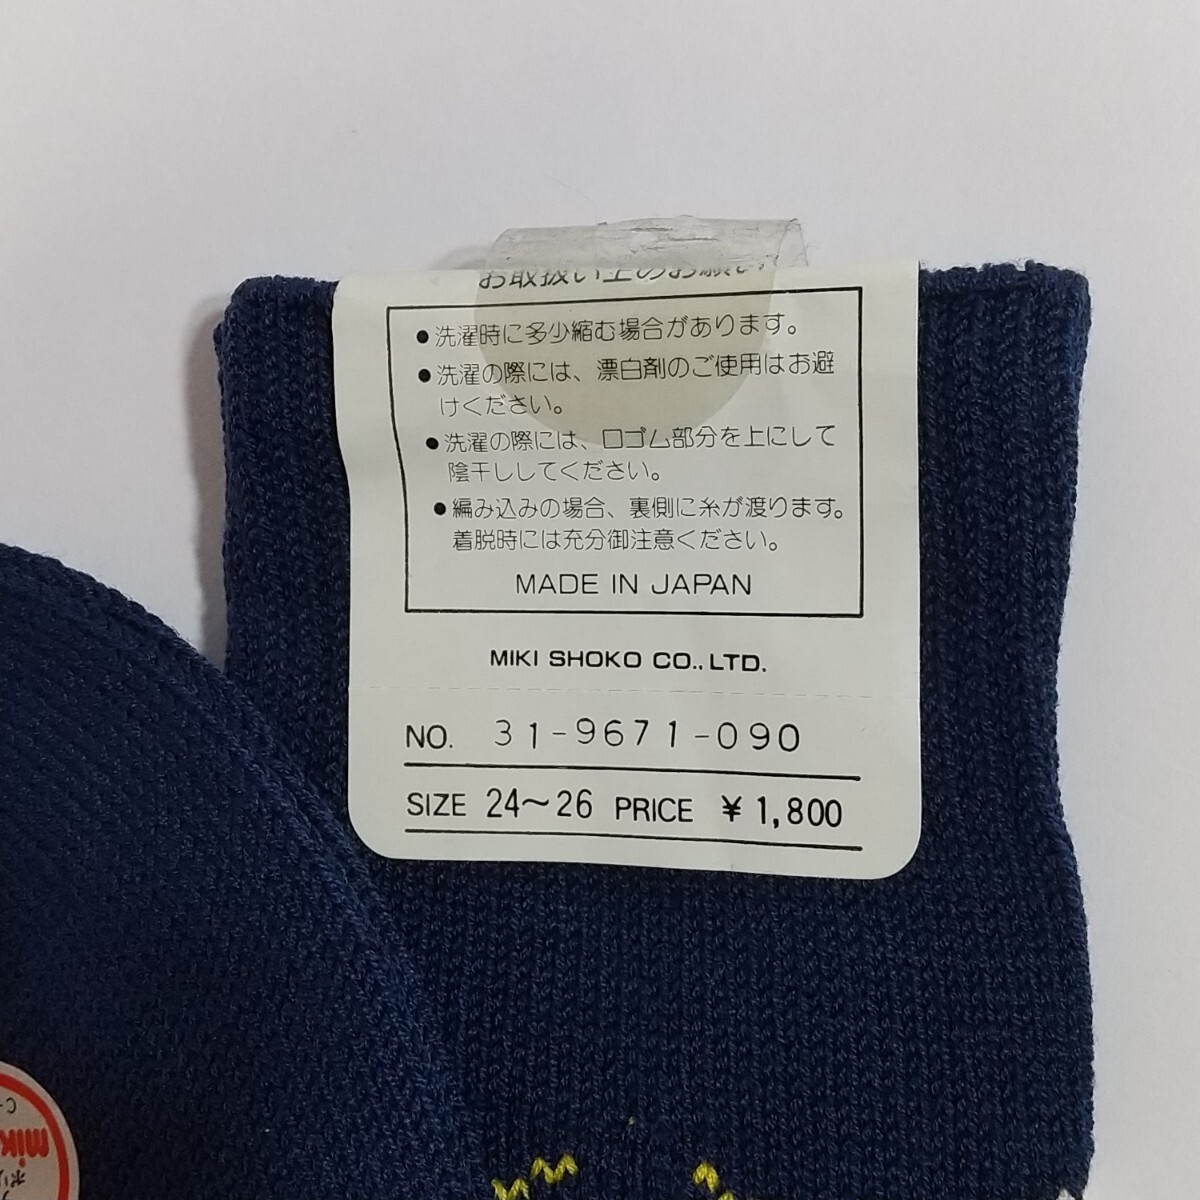 お取扱い上のお願い
●洗濯時に多少縮む場合があります。
●洗濯の際には、漂白剤のご使用はお避
けください。
●洗濯の際には、口ゴム部分を上にして
陰干ししてください。
●編み込みの場合、裏側に糸が渡ります。
着脱時には充分御注意ください。
MADE IN JAPAN
MIKI SHOKO CO., LTD.
NO. 31-9671-090
SIZE 24~26 PRICE ¥1,800